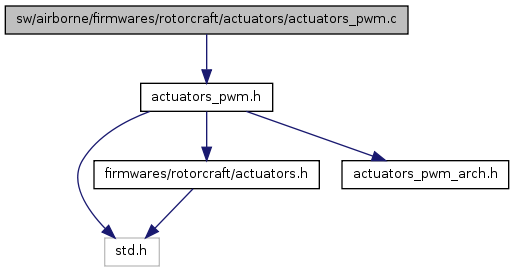 sw/airborne/firmwares/rotorcraft/actuators/actuators_pwm.c
actuators_pwm.h
firmwares/rotorcraft/actuators.h
actuators_pwm_arch.h
std.h